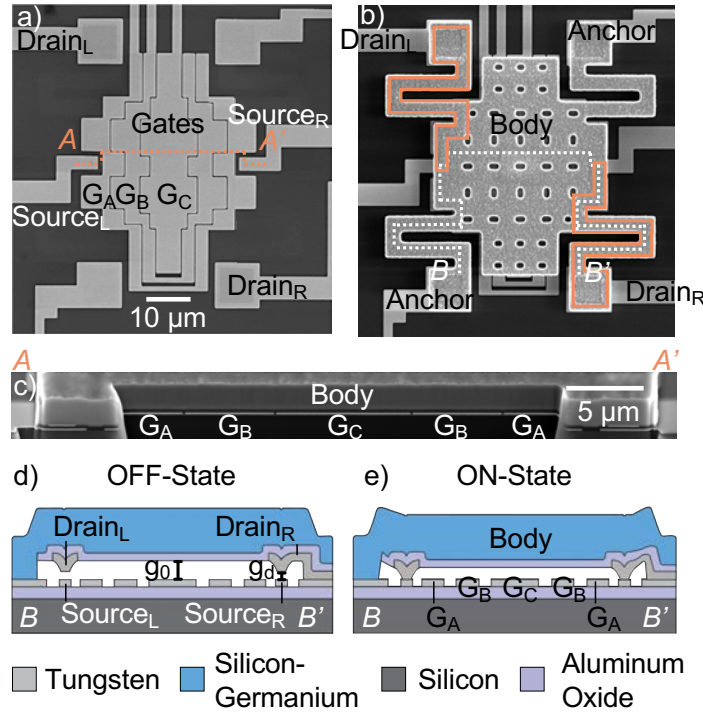 a)
Drain_L
Source_R
Gates
A A'
G_A G_B G_C
Source_L
Drain_R
10 µm
b)
Drain_L
Anchor
Body
B B'
Anchor
Drain_R
A A'
c)
Body
5 µm
G_A G_B G_C G_B G_A
d) OFF-State
Drain_L Drain_R
g_0 g_d
B Source_L Source_R B'
e) ON-State
Body
G_B G_C G_B
B G_A G_A B'
Tungsten
Silicon-
Germanium
Silicon
Aluminum
Oxide